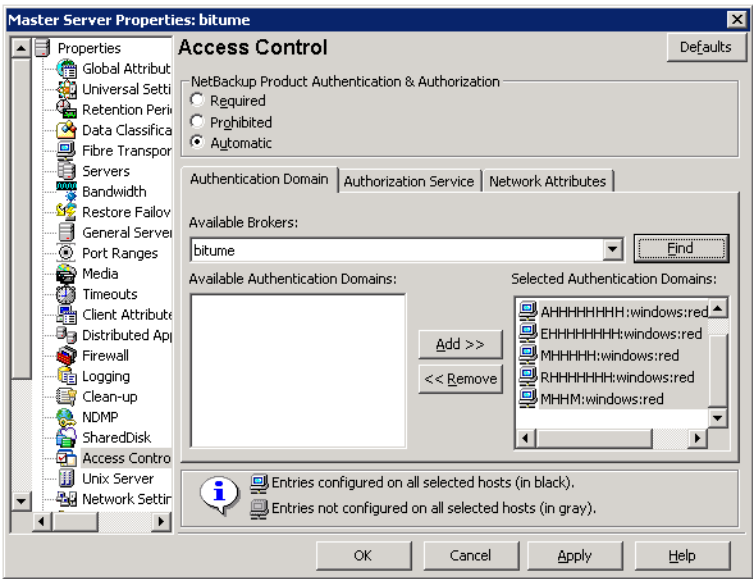 Master Server Properties: bitume
Properties
Global Attribut
Universal Setti
Retention Perio
Data Classifica
Fibre Transpor
Servers
Bandwidth
Restore Failov
General Server
Port Ranges
Media
Timeouts
Client Attribute
Distributed App
Firewall
Logging
Clean-up
NDMP
SharedDisk
Access Contro
Unix Server
Network Settin
Access Control
Defaults
NetBackup Product Authentication & Authorization
Required
Prohibited
Automatic
Authentication Domain
Authorization Service
Network Attributes
Available Brokers:
bitume
Find
Available Authentication Domains:
Selected Authentication Domains:
Add >>
<< Remove
AHHHHHHHH:windows:red
EHHHHHHHH:windows:red
MHHHHH:windows:red
RHHHHHHH:windows:red
MHHM:windows:red
Entries configured on all selected hosts (in black).
Entries not configured on all selected hosts (in gray).
OK
Cancel
Apply
Help